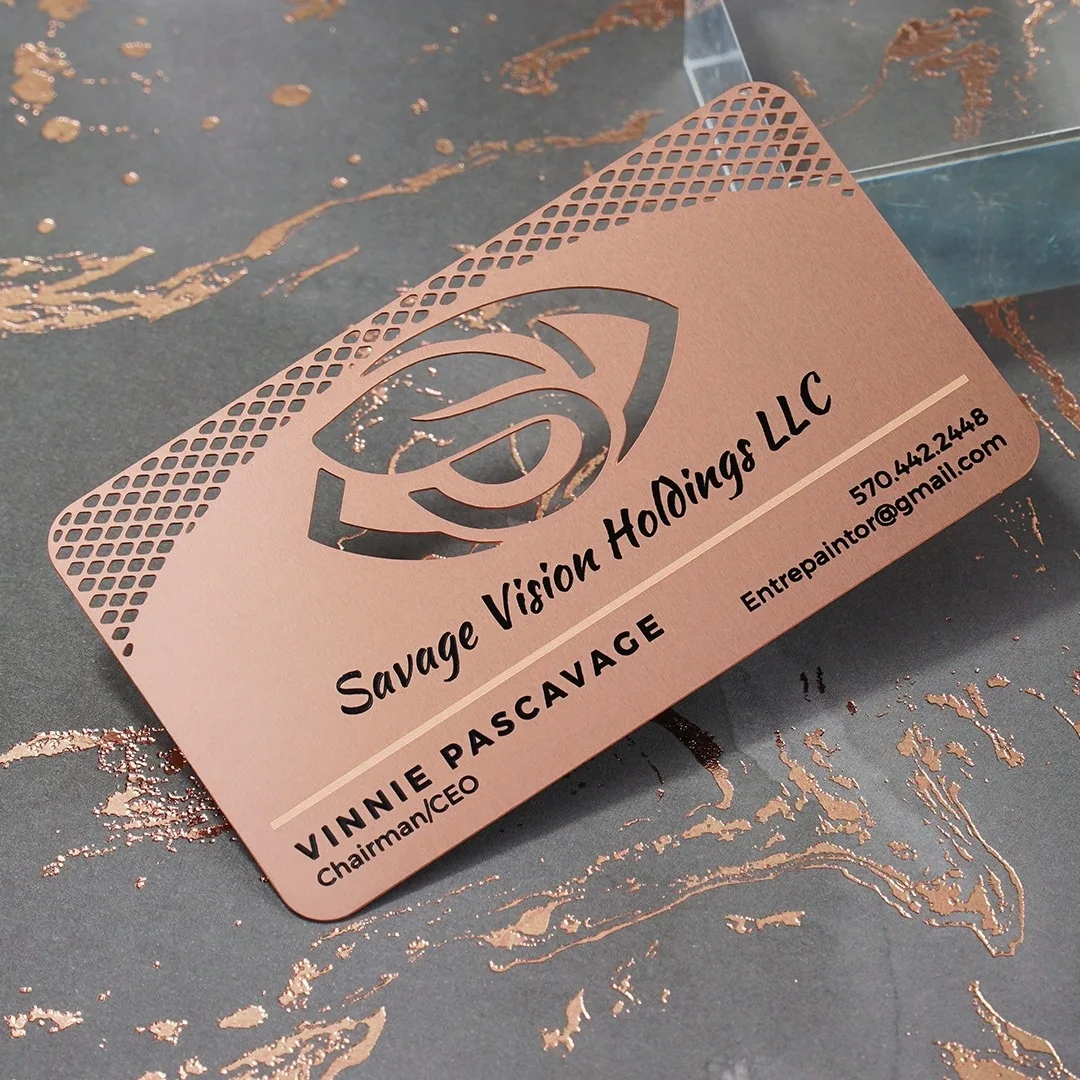 Savage Vision Holdings LLC
VINNIE PASCAVAGE
Chairman/CEO
570.442.2448
Entrepaintor@gmail.com